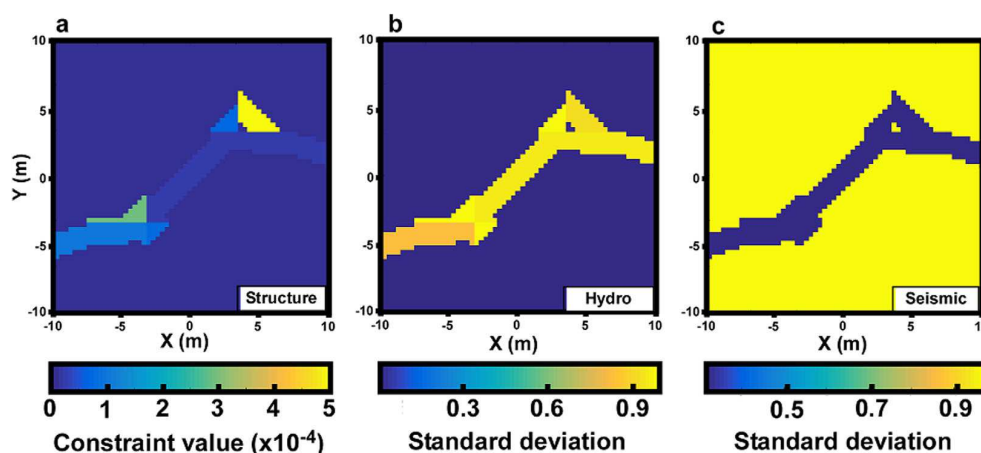 a
b
c
10
5
0
-5
-10
Y (m)
Structure
-10 -5 0 5 10
X (m)
10
5
0
-5
-10
Hydro
-10 -5 0 5 10
X (m)
10
5
0
-5
-10
Seismic
-10 -5 0 5 10
X (m)
0 1 2 3 4 5
Constraint value (x10-4)
0.3 0.6 0.9
Standard deviation
0.5 0.7 0.9
Standard deviation